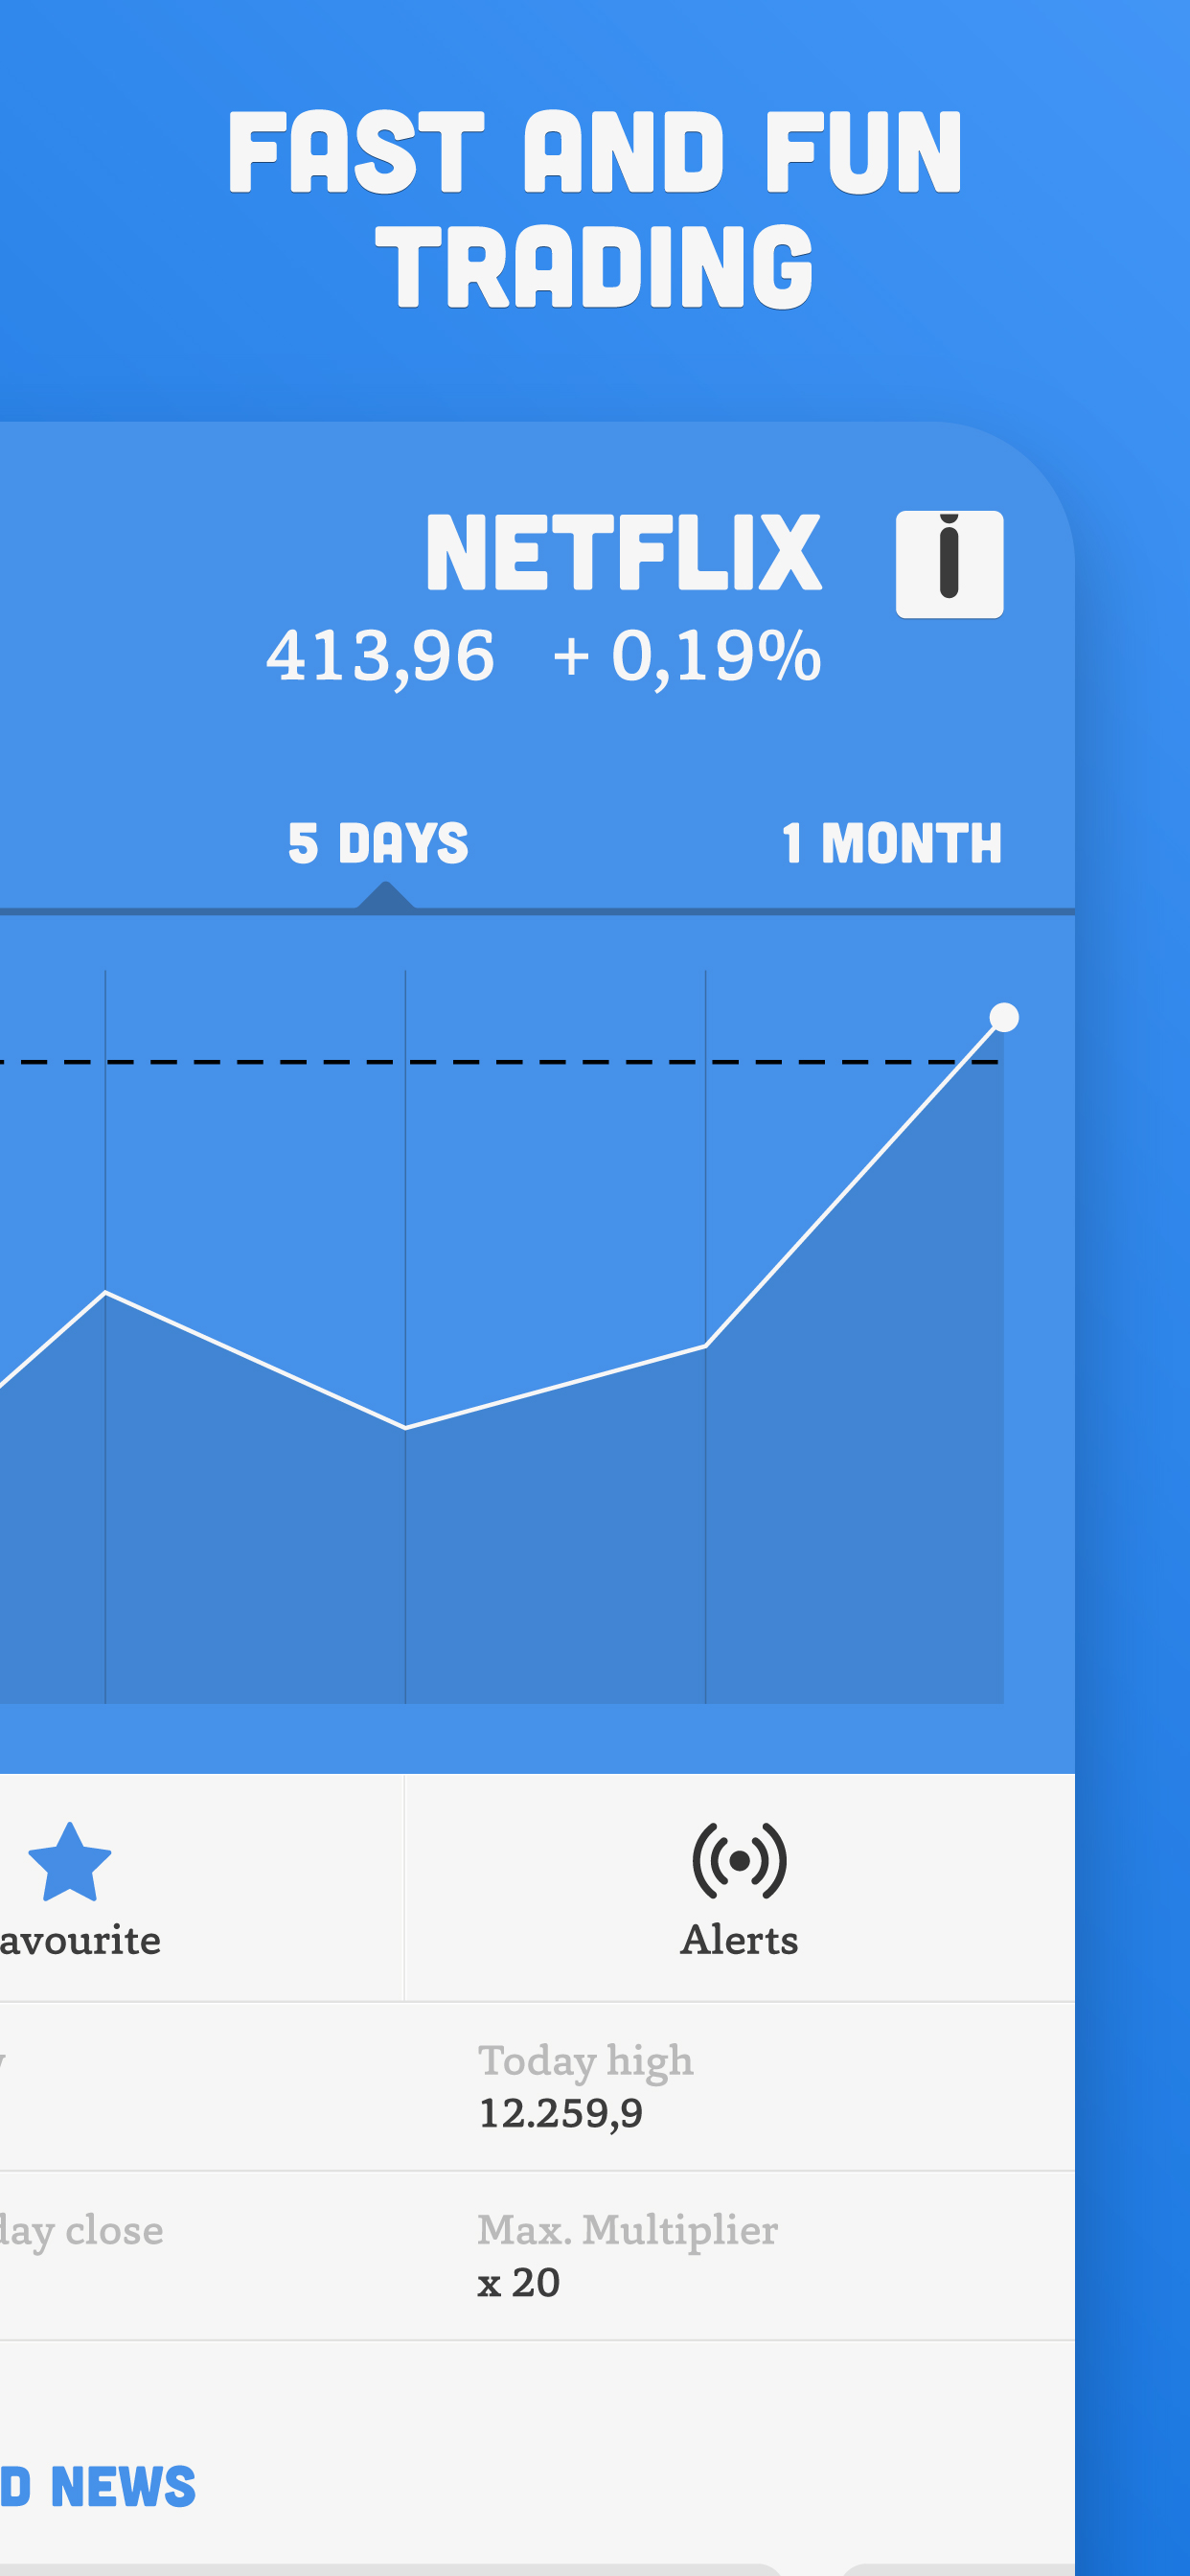 FAST AND FUN
TRADING
NETFLIX
i
413,96 + 0,19%
5 DAYS 1 MONTH
avourite Alerts
Today high
12.259,9
day close Max. Multiplier
x 20
D NEWS